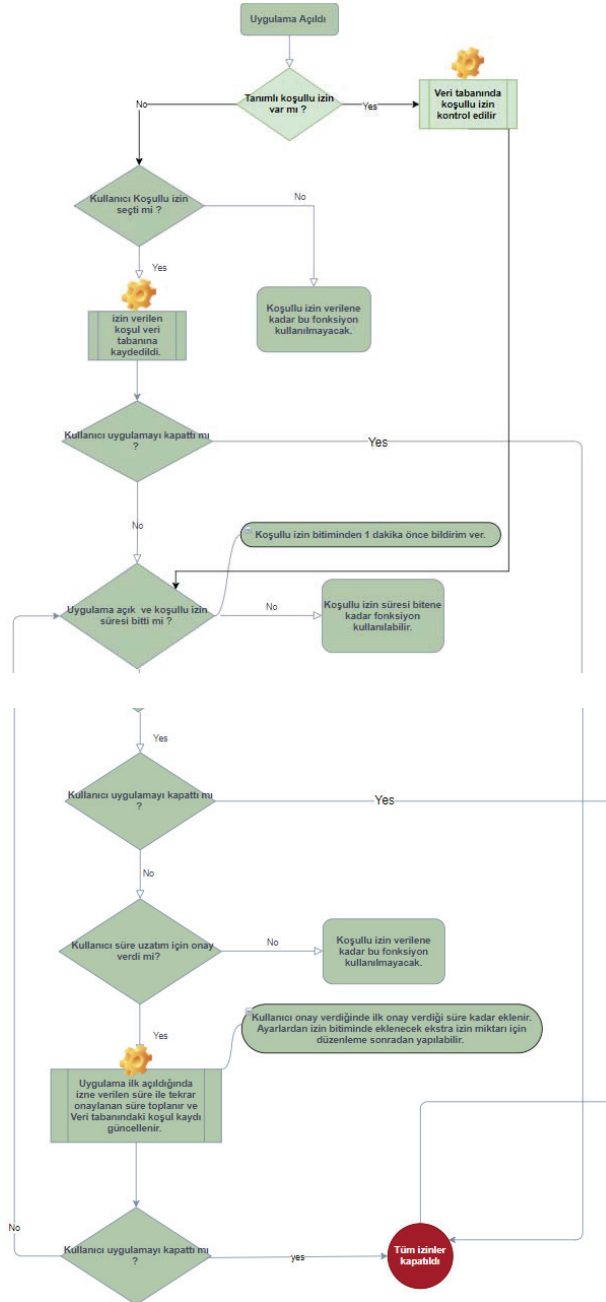 Uygulama Açıldı
Tanımlı koşullu izin
var mı ?
No
Yes
Veri tabanında
koşullu izin
kontrol edilir
Kullanıcı Koşullu izin
seçti mi ?
No
Yes
Koşullu izin verilene
kadar bu fonksiyon
kullanılmayacak.
izin verilen
koşul veri
tabanına
kaydedildi.
Kullanıcı uygulamayı kapattı mı
?
Yes
No
Koşullu izin bitiminden 1 dakika önce bildirim ver.
Uygulama açık ve koşullu izin
süresi bitti mi ?
No
Koşullu izin süresi bitene
kadar fonksiyon
kullanılabilir.
Yes
Kullanıcı uygulamayı kapattı mı
?
Yes
No
Kullanıcı süre uzatım için onay
verdi mi?
No
Koşullu izin verilene
kadar bu fonksiyon
kullanılmayacak.
Yes
Kullanıcı onay verdiğinde ilk onay verdiği süre kadar eklenir.
Ayarlardan izin bitiminde eklenecek ekstra izin miktarı için
düzenleme sonradan yapılabilir.
Uygulama ilk açıldığında
izne verilen süre ile tekrar
onaylanan süre toplanır ve
Veri tabanındaki koşul kaydı
güncellenir.
No
Kullanıcı uygulamayı kapattı mı
?
yes
Tüm izinler
kapatıldı